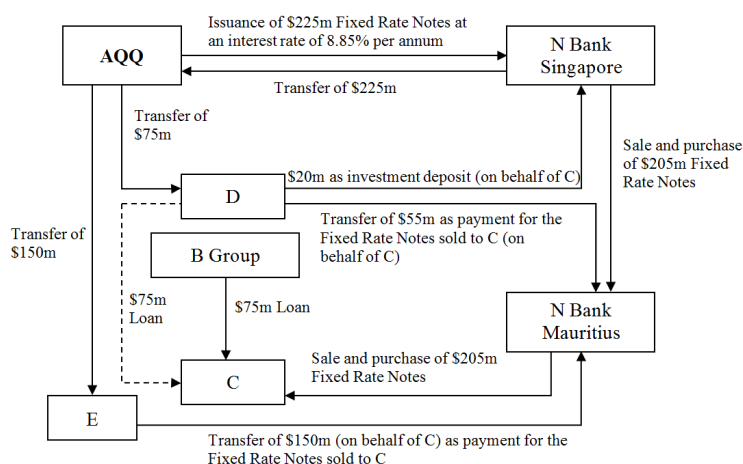 Issuance of $225m Fixed Rate Notes at
an interest rate of 8.85% per annum
AQQ
N Bank
Singapore
Transfer of $225m
Transfer of
$75m
Sale and purchase
of $205m Fixed
Rate Notes
$20m as investment deposit (on behalf of C)
D
Transfer of $55m as payment for the
Fixed Rate Notes sold to C (on
behalf of C)
Transfer of
$150m
B Group
$75m
Loan
$75m Loan
N Bank
Mauritius
Sale and purchase of $205m
Fixed Rate Notes
C
E
Transfer of $150m (on behalf of C) as payment for the
Fixed Rate Notes sold to C